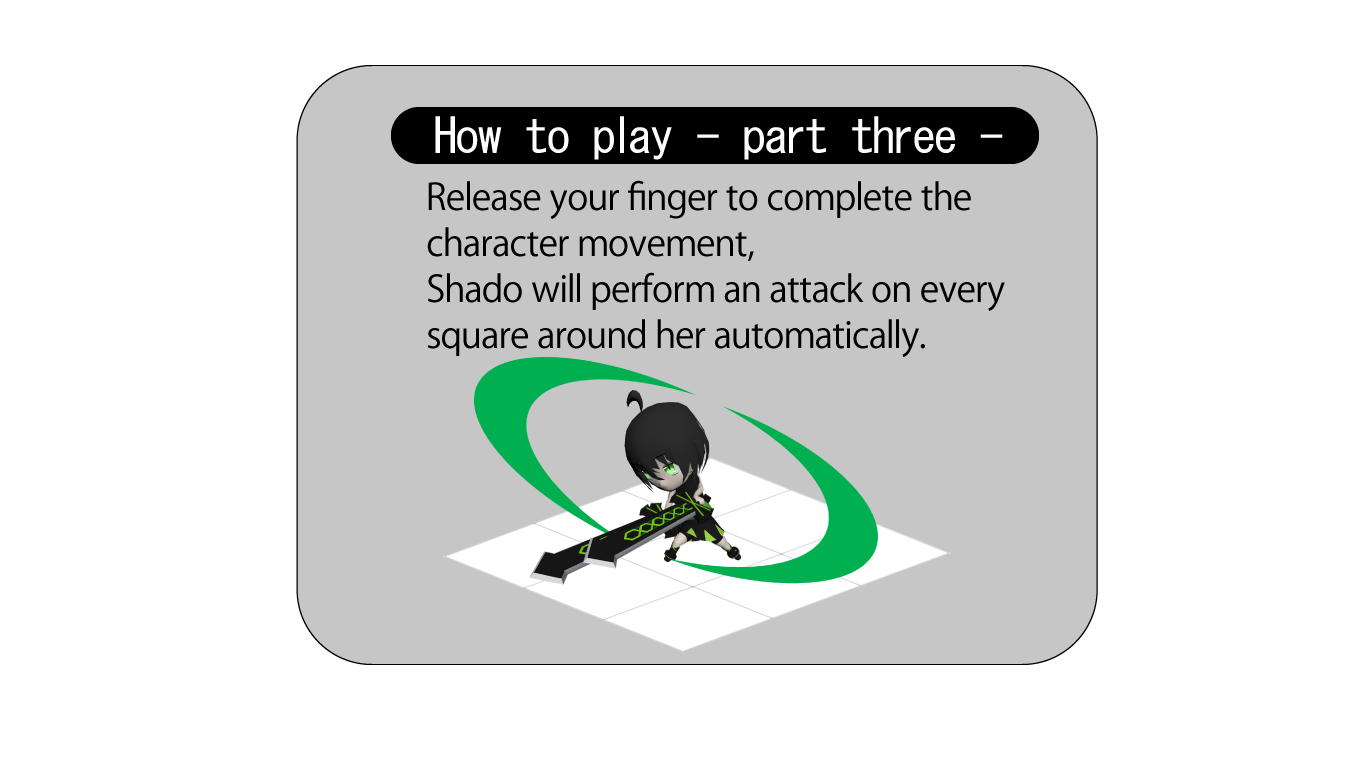 How to play - part three -
Release your finger to complete the
character movement,
Shado will perform an attack on every
square around her automatically.